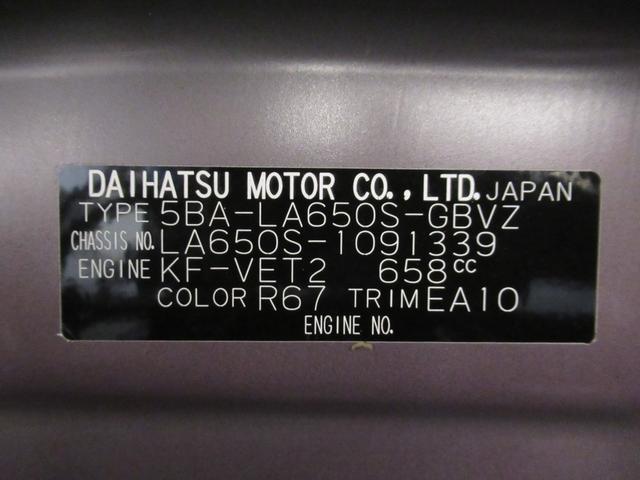 DAIHATSU MOTOR CO., LTD. JAPAN
TYPE 5BA-LA650S-GBVZ
CHASSIS NO. LA650S-1091339
ENGINE KF-VET2 658cc
COLOR R67 TRIM EA10
ENGINE NO.